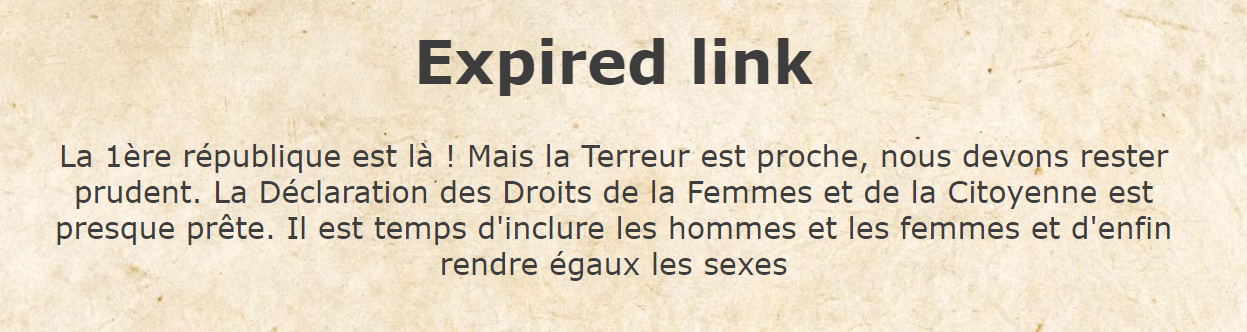 Expired link
La 1ère république est là ! Mais la Terreur est proche, nous devons rester
prudent. La Déclaration des Droits de la Femmes et de la Citoyenne est
presque prête. Il est temps d'inclure les hommes et les femmes et d'enfin
rendre égaux les sexes